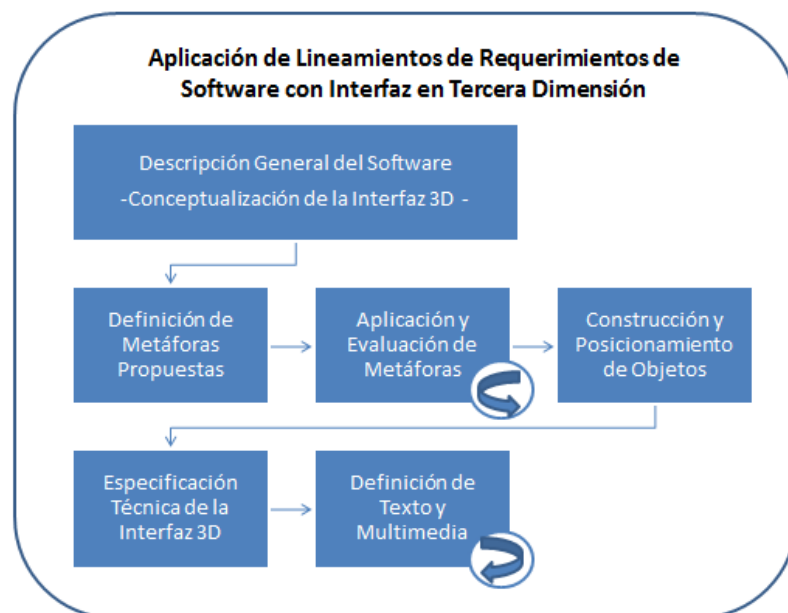 Aplicación de Lineamientos de Requerimientos de
Software con Interfaz en Tercera Dimensión
Descripción General del Software
-Conceptualización de la Interfaz 3D -
Definición de
Metáforas
Propuestas
Aplicación y
Evaluación de
Metáforas
Construcción y
Posicionamiento
de Objetos
Especificación
Técnica de la
Interfaz 3D
Definición de
Texto y
Multimedia